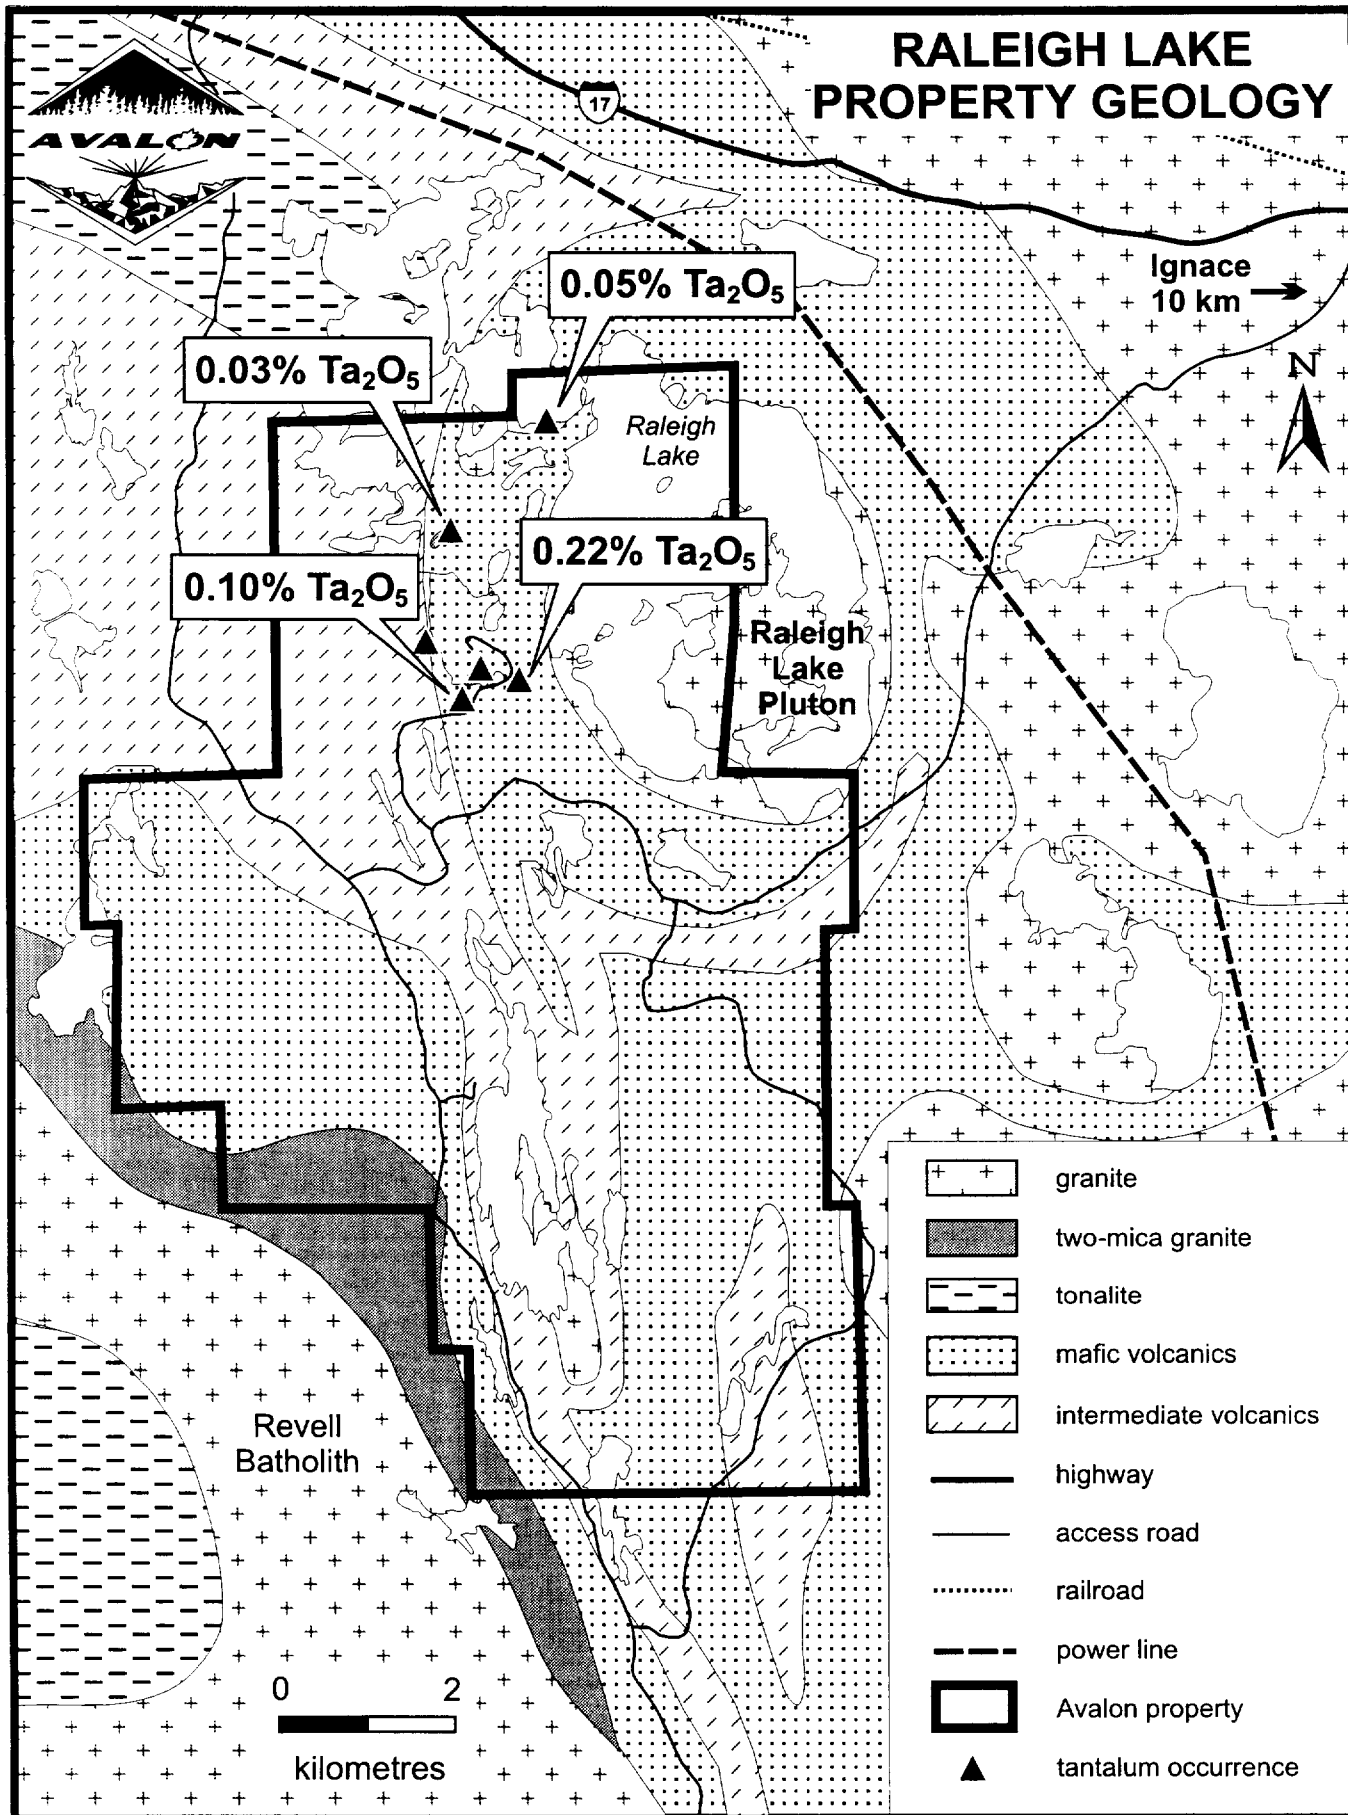 RALEIGH LAKE
PROPERTY GEOLOGY
17
AVALON
Ignace
10 km
N
0.05% Ta₂O₅
0.03% Ta₂O₅
Raleigh
Lake
0.22% Ta₂O₅
0.10% Ta₂O₅
Raleigh
Lake
Pluton
granite
two-mica granite
tonalite
mafic volcanics
intermediate volcanics
highway
access road
railroad
power line
Avalon property
tantalum occurrence
Revell
Batholith
0 2
kilometres